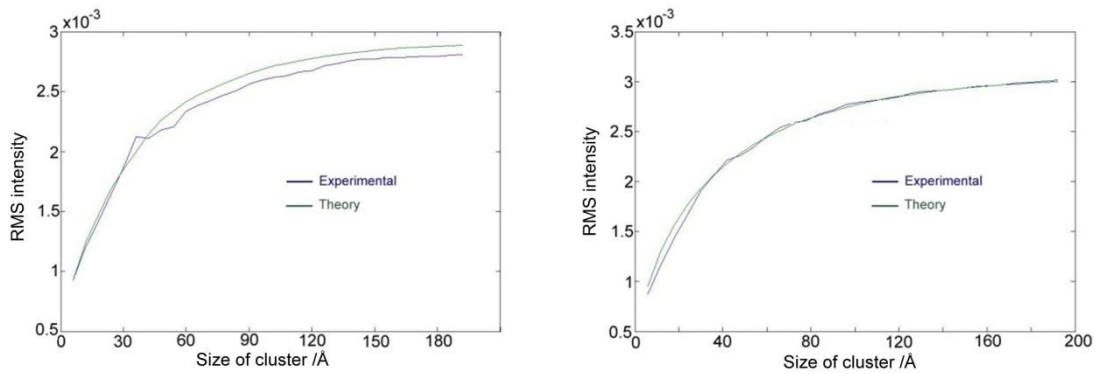 ×10⁻³
3
2.5
2
1.5
1
0.5
0 30 60 90 120 150 180
RMS intensity
Size of cluster /Å
Experimental
Theory
×10⁻³
3.5
3
2.5
2
1.5
1
0.5
0 40 80 120 160 200
RMS intensity
Size of cluster /Å
Experimental
Theory